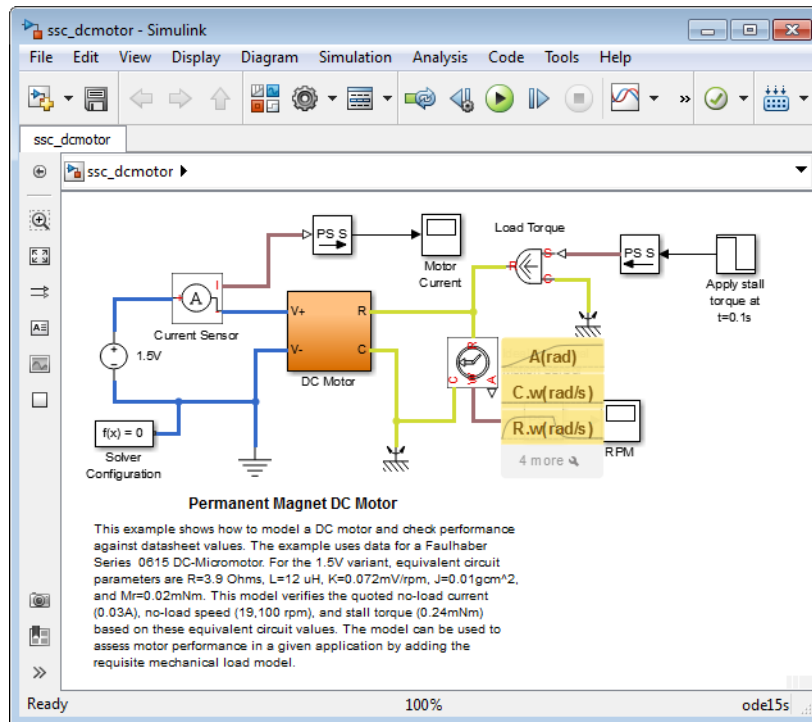 ssc_dcmotor - Simulink
File Edit View Display Diagram Simulation Analysis Code Tools Help
ssc_dcmotor
ssc_dcmotor
PS S
Motor
Current
Load Torque
R
S
C
PS S
Apply stall
torque at
t=0.1s
I
A
Current Sensor
V+
R
V-
C
DC Motor
1.5V
R
C
W
A
A(rad)
C.w(rad/s)
R.w(rad/s)
4 more
RPM
f(x) = 0
Solver
Configuration
Permanent Magnet DC Motor
This example shows how to model a DC motor and check performance
against datasheet values. The example uses data for a Faulhaber
Series 0615 DC-Micromotor. For the 1.5V variant, equivalent circuit
parameters are R=3.9 Ohms, L=12 uH, K=0.072mV/rpm, J=0.01gcm^2,
and Mr=0.02mNm. This model verifies the quoted no-load current
(0.03A), no-load speed (19,100 rpm), and stall torque (0.24mNm)
based on these equivalent circuit values. The model can be used to
assess motor performance in a given application by adding the
requisite mechanical load model.
Ready 100% ode15s